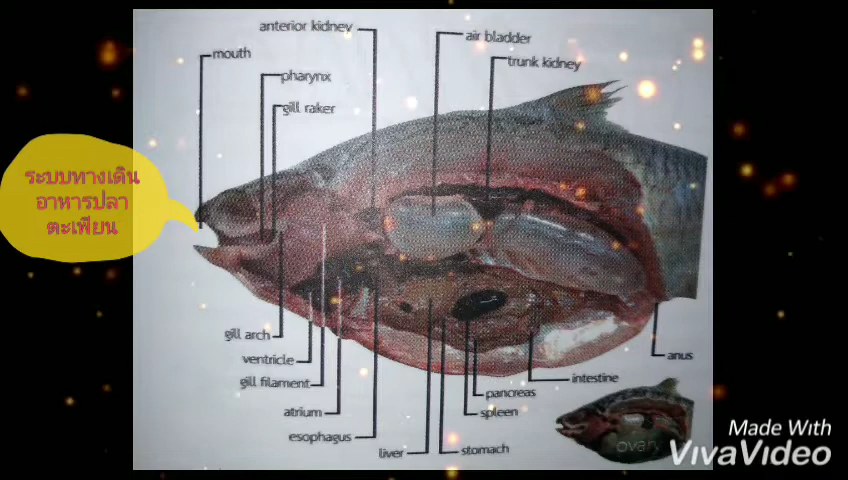 anterior kidney
air bladder
mouth
trunk kidney
pharynx
gill raker
ระบบทางเดิน
อาหารปลา
ตะเพียน
gill arch
ventricle
anus
gill filament
intestine
pancreas
atrium
spleen
esophagus
liver
stomach
ovary
Made With
VivaVideo